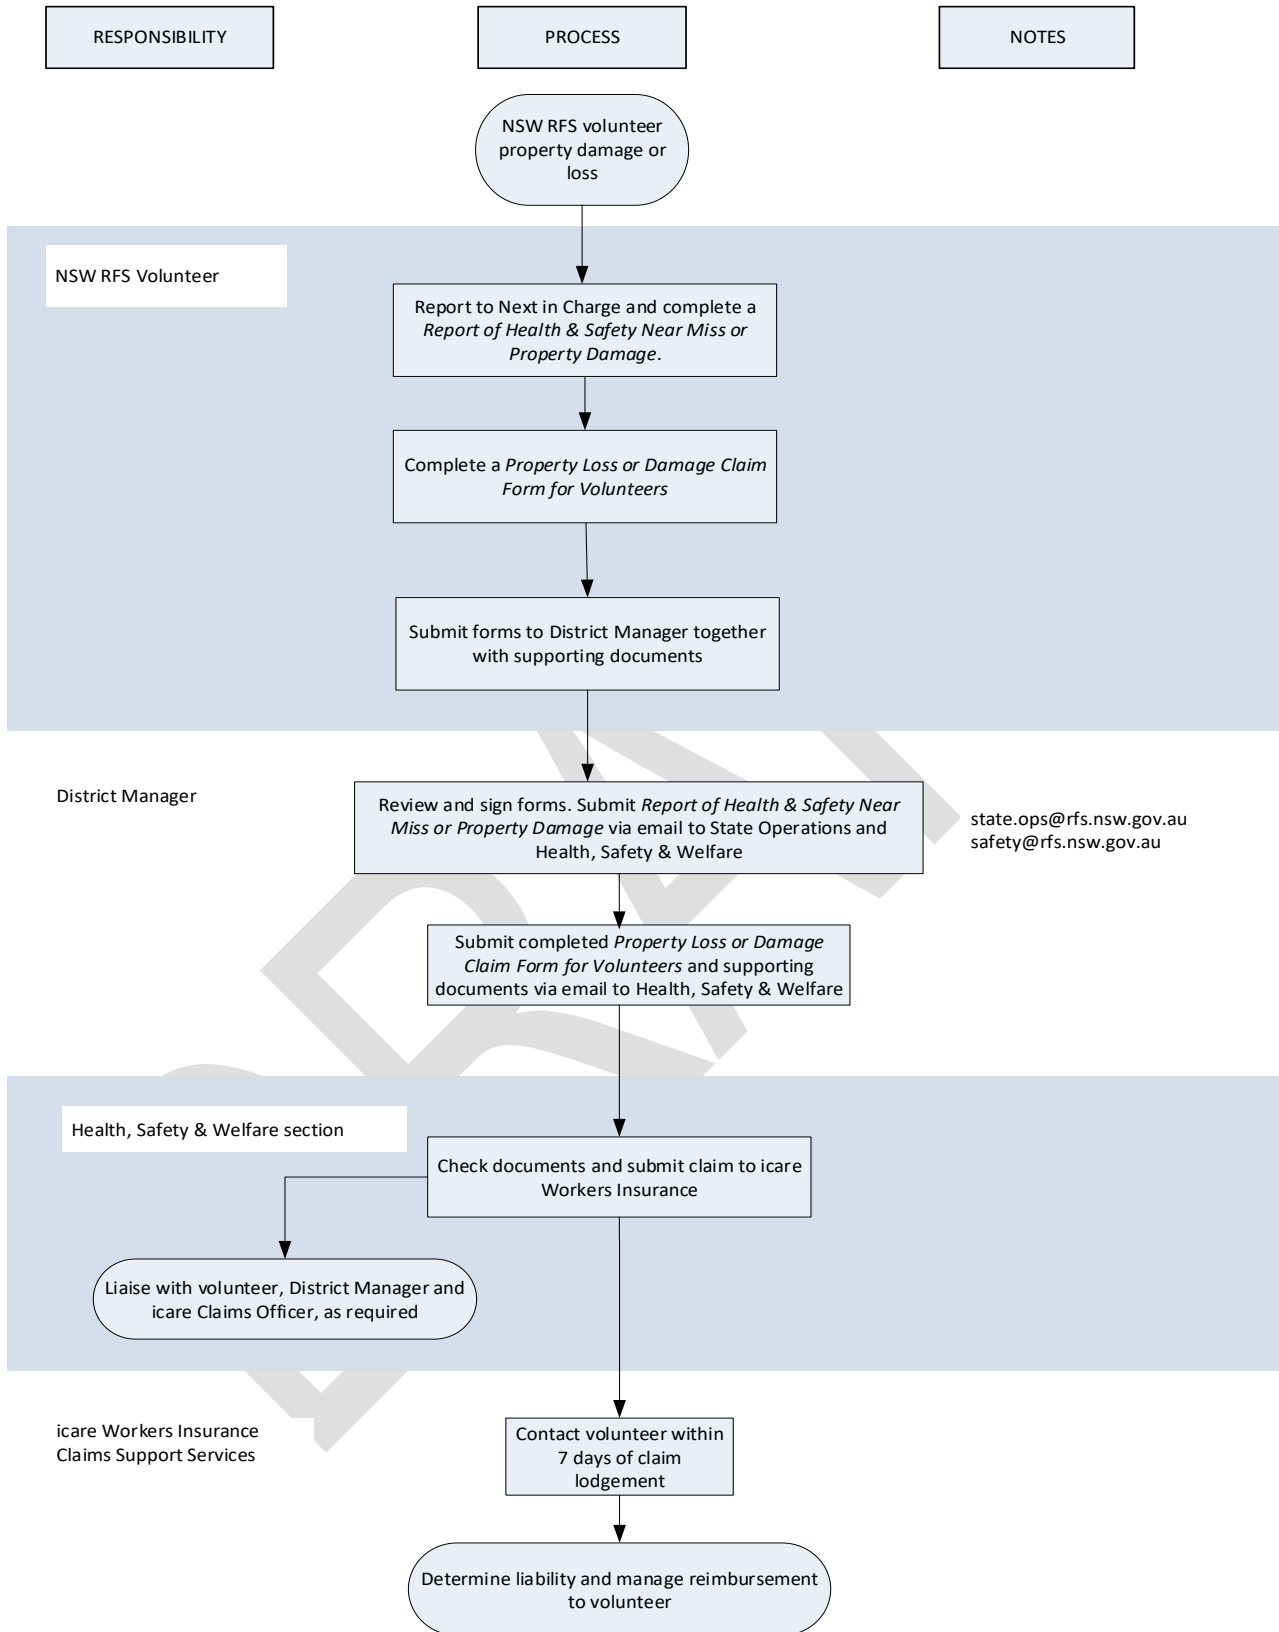 RESPONSIBILITY
PROCESS
NOTES
NSW RFS volunteer
property damage or
loss
NSW RFS Volunteer
Report to Next in Charge and complete a
Report of Health & Safety Near Miss or
Property Damage.
Complete a Property Loss or Damage Claim
Form for Volunteers
Submit forms to District Manager together
with supporting documents
District Manager
Review and sign forms. Submit Report of Health & Safety Near
Miss or Property Damage via email to State Operations and
Health, Safety & Welfare
state.ops@rfs.nsw.gov.au
safety@rfs.nsw.gov.au
Submit completed Property Loss or Damage
Claim Form for Volunteers and supporting
documents via email to Health, Safety & Welfare
Health, Safety & Welfare section
Check documents and submit claim to icare
Workers Insurance
Liaise with volunteer, District Manager and
icare Claims Officer, as required
icare Workers Insurance
Claims Support Services
Contact volunteer within
7 days of claim
lodgement
Determine liability and manage reimbursement
to volunteer
DRAFT